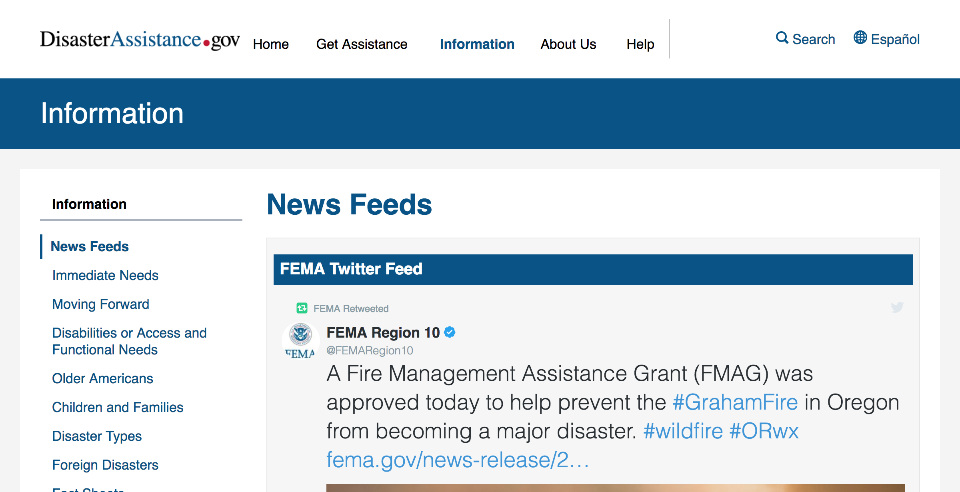 DisasterAssistance.gov
Home Get Assistance Information About Us Help
Search Español
Information
Information
News Feeds
Immediate Needs
Moving Forward
Disabilities or Access and
Functional Needs
Older Americans
Children and Families
Disaster Types
Foreign Disasters
Fact Sheets
News Feeds
FEMA Twitter Feed
FEMA Retweeted
FEMA
FEMA Region 10
@FEMARegion10
A Fire Management Assistance Grant (FMAG) was
approved today to help prevent the #GrahamFire in Oregon
from becoming a major disaster. #wildfire #ORwx
fema.gov/news-release/2…